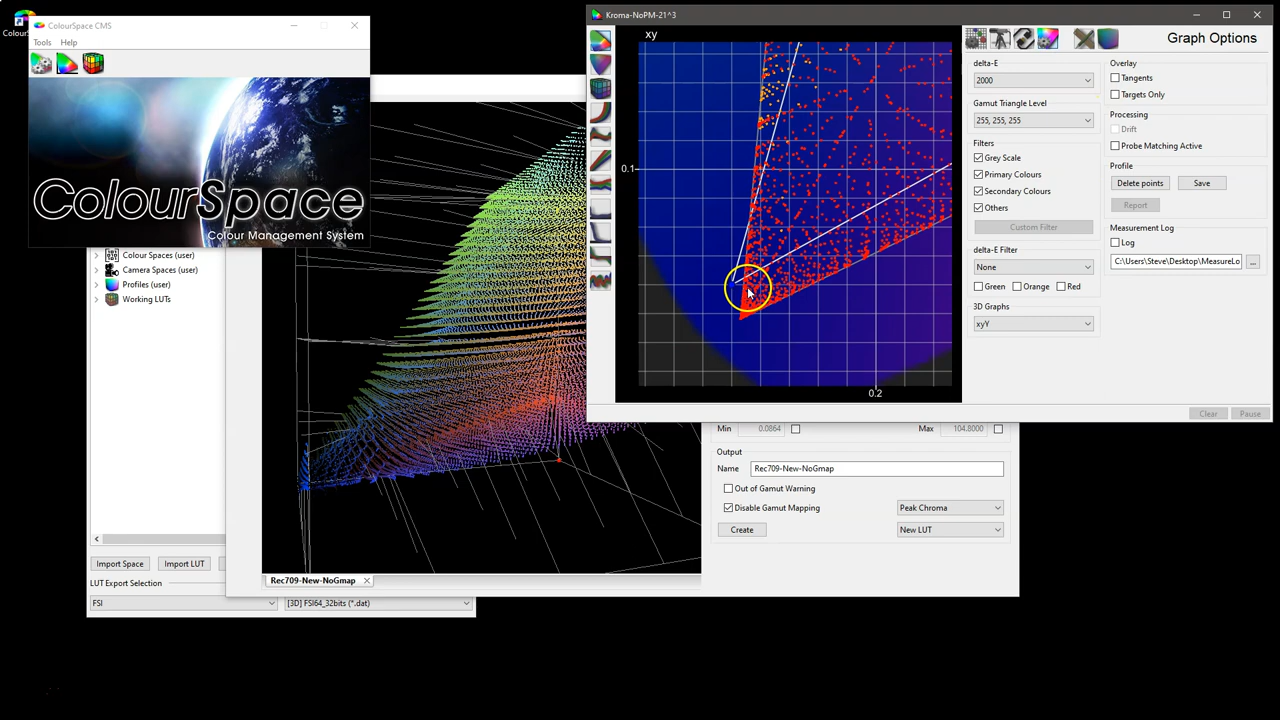 ColourS
ColourSpace CMS
Tools
Help
ColourSpace
Colour Management System
Colour Spaces (user)
Camera Spaces (user)
Profiles (user)
Working LUTs
Import Space
Import LUT
LUT Export Selection
FSI
[3D] FSI64_32bits (*.dat)
Rec709-New-NoGmap
Kroma-NoPM-21^3
xy
0.1
0.2
Graph Options
delta-E
2000
Gamut Triangle Level
255, 255, 255
Filters
Grey Scale
Primary Colours
Secondary Colours
Others
Custom Filter
delta-E Filter
None
Green
Orange
Red
3D Graphs
xyY
Overlay
Tangents
Targets Only
Processing
Drift
Probe Matching Active
Profile
Delete points
Save
Report
Measurement Log
Log
C:\Users\Steve\Desktop\MeasureLo
...
Clear
Pause
Min
0.0864
Max
104.8000
Output
Name
Rec709-New-NoGmap
Out of Gamut Warning
Disable Gamut Mapping
Peak Chroma
Create
New LUT